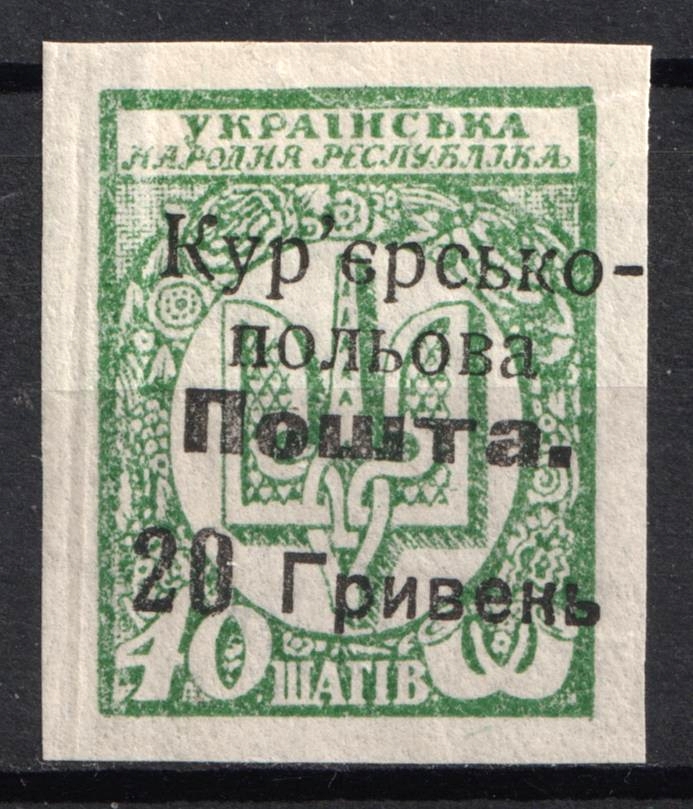 УКРАЇНСЬКА
НАРОДНЯ РЕСПУБЛІКА
Кур'єрсько-
польова
Пошта.
20 Гривень
40 ШАГІВ